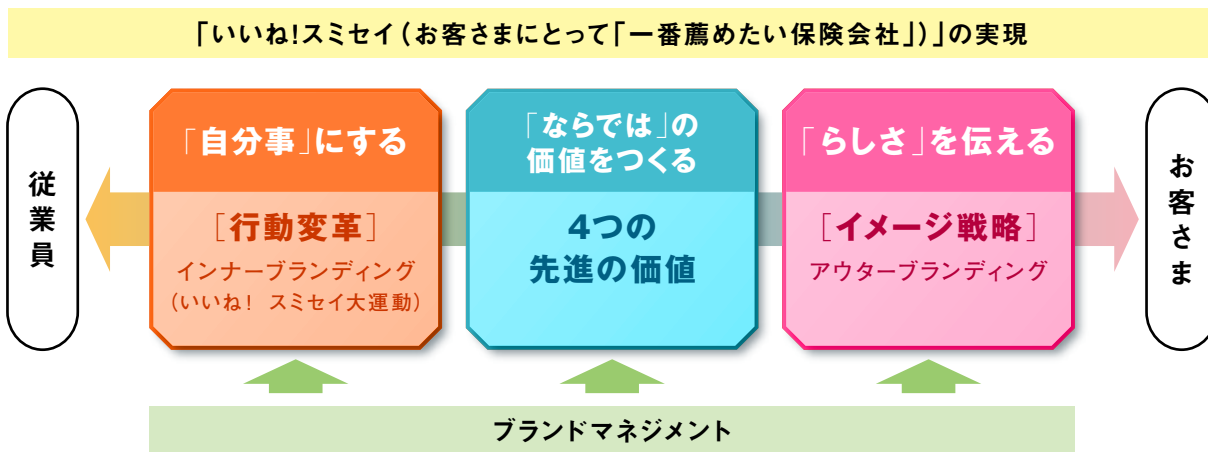 「いいね!スミセイ(お客さまにとって「一番薦めたい保険会社」)」の実現
従業員
「自分事」にする
[行動変革]
インナーブランディング
(いいね! スミセイ大運動)
「ならでは」の
価値をつくる
4つの
先進の価値
「らしさ」を伝える
[イメージ戦略]
アウターブランディング
お客さま
ブランドマネジメント